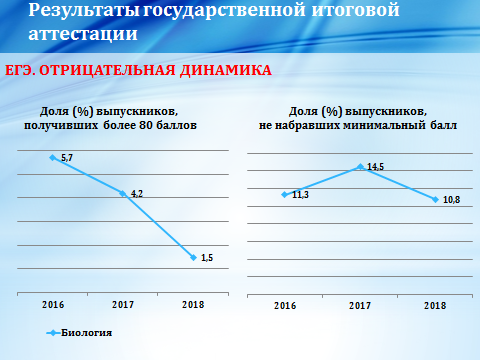 Результаты государственной итоговой
аттестации
ЕГЭ. ОТРИЦАТЕЛЬНАЯ ДИНАМИКА
Доля (%) выпускников,
получивших более 80 баллов
5,7
4,2
1,5
2016 2017 2018
Биология
Доля (%) выпускников,
не набравших минимальный балл
11,3
14,5
10,8
2016 2017 2018